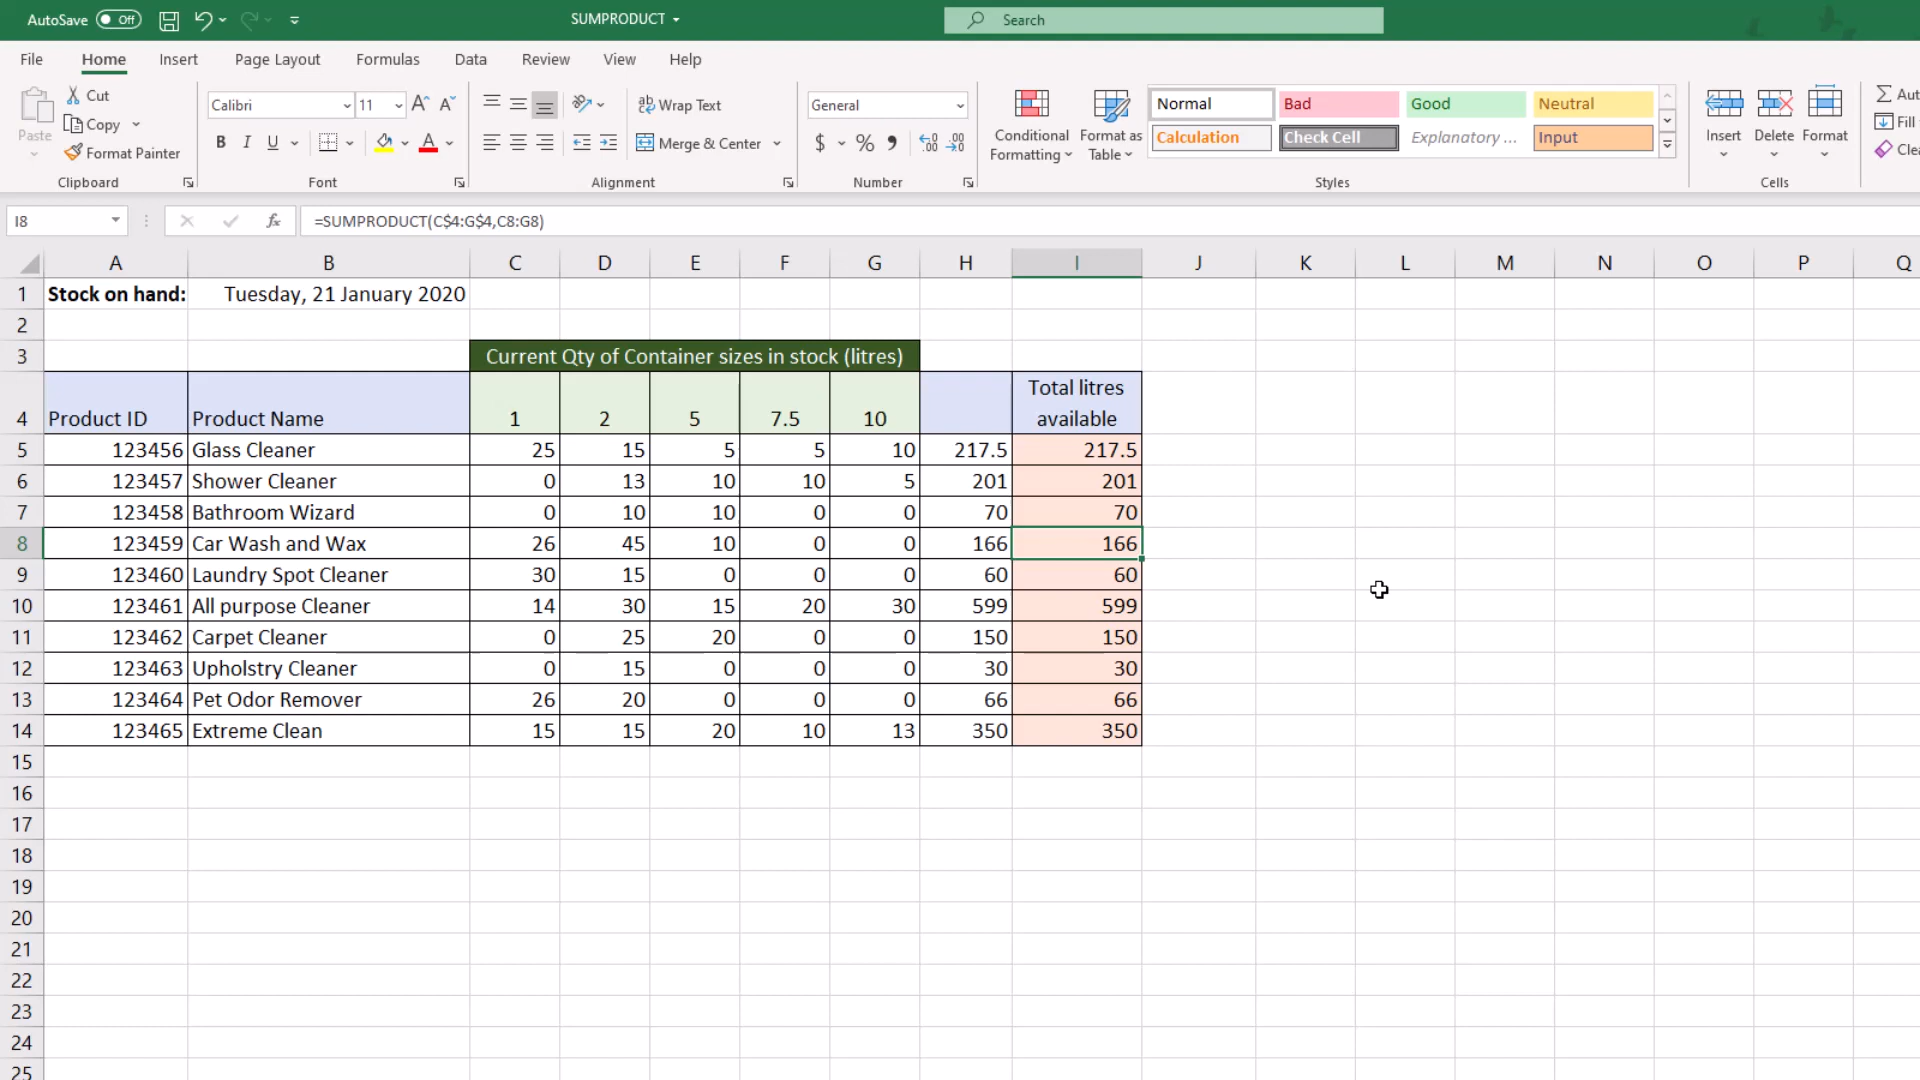 AutoSave Off SUMPRODUCT Search
File Home Insert Page Layout Formulas Data Review View Help
Paste Cut Copy Format Painter
Calibri 11 A A
B I U A
ab Wrap Text
Merge & Center
General
$ % 9 .00 .00
Conditional Formatting
Format as Table
Normal Bad Good Neutral
Calculation Check Cell Explanatory ... Input
Insert Delete Format
Σ Aut
Fill
Clea
Clipboard Font Alignment Number Styles Cells
I8 fx =SUMPRODUCT(C$4:G$4,C8:G8)
A B C D E F G H I J K L M N O P Q
1 Stock on hand: Tuesday, 21 January 2020
2
3 Current Qty of Container sizes in stock (litres)
4 Product ID Product Name 1 2 5 7.5 10 Total litres available
5 123456 Glass Cleaner 25 15 5 5 10 217.5 217.5
6 123457 Shower Cleaner 0 13 10 10 5 201 201
7 123458 Bathroom Wizard 0 10 10 0 0 70 70
8 123459 Car Wash and Wax 26 45 10 0 0 166 166
9 123460 Laundry Spot Cleaner 30 15 0 0 0 60 60
10 123461 All purpose Cleaner 14 30 15 20 30 599 599
11 123462 Carpet Cleaner 0 25 20 0 0 150 150
12 123463 Upholstry Cleaner 0 15 0 0 0 30 30
13 123464 Pet Odor Remover 26 20 0 0 0 66 66
14 123465 Extreme Clean 15 15 20 10 13 350 350
15
16
17
18
19
20
21
22
23
24
25